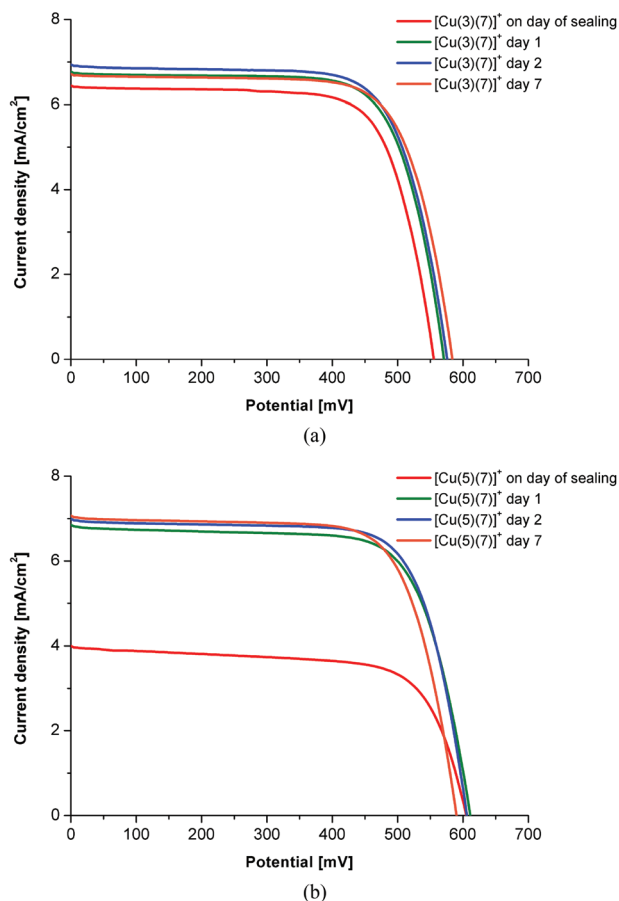 8
6
4
2
0
Current density [mA/cm²]
[Cu(3)(7)]⁺ on day of sealing
[Cu(3)(7)]⁺ day 1
[Cu(3)(7)]⁺ day 2
[Cu(3)(7)]⁺ day 7
0 100 200 300 400 500 600 700
Potential [mV]
(a)
8
6
4
2
0
Current density [mA/cm²]
[Cu(5)(7)]⁺ on day of sealing
[Cu(5)(7)]⁺ day 1
[Cu(5)(7)]⁺ day 2
[Cu(5)(7)]⁺ day 7
0 100 200 300 400 500 600 700
Potential [mV]
(b)